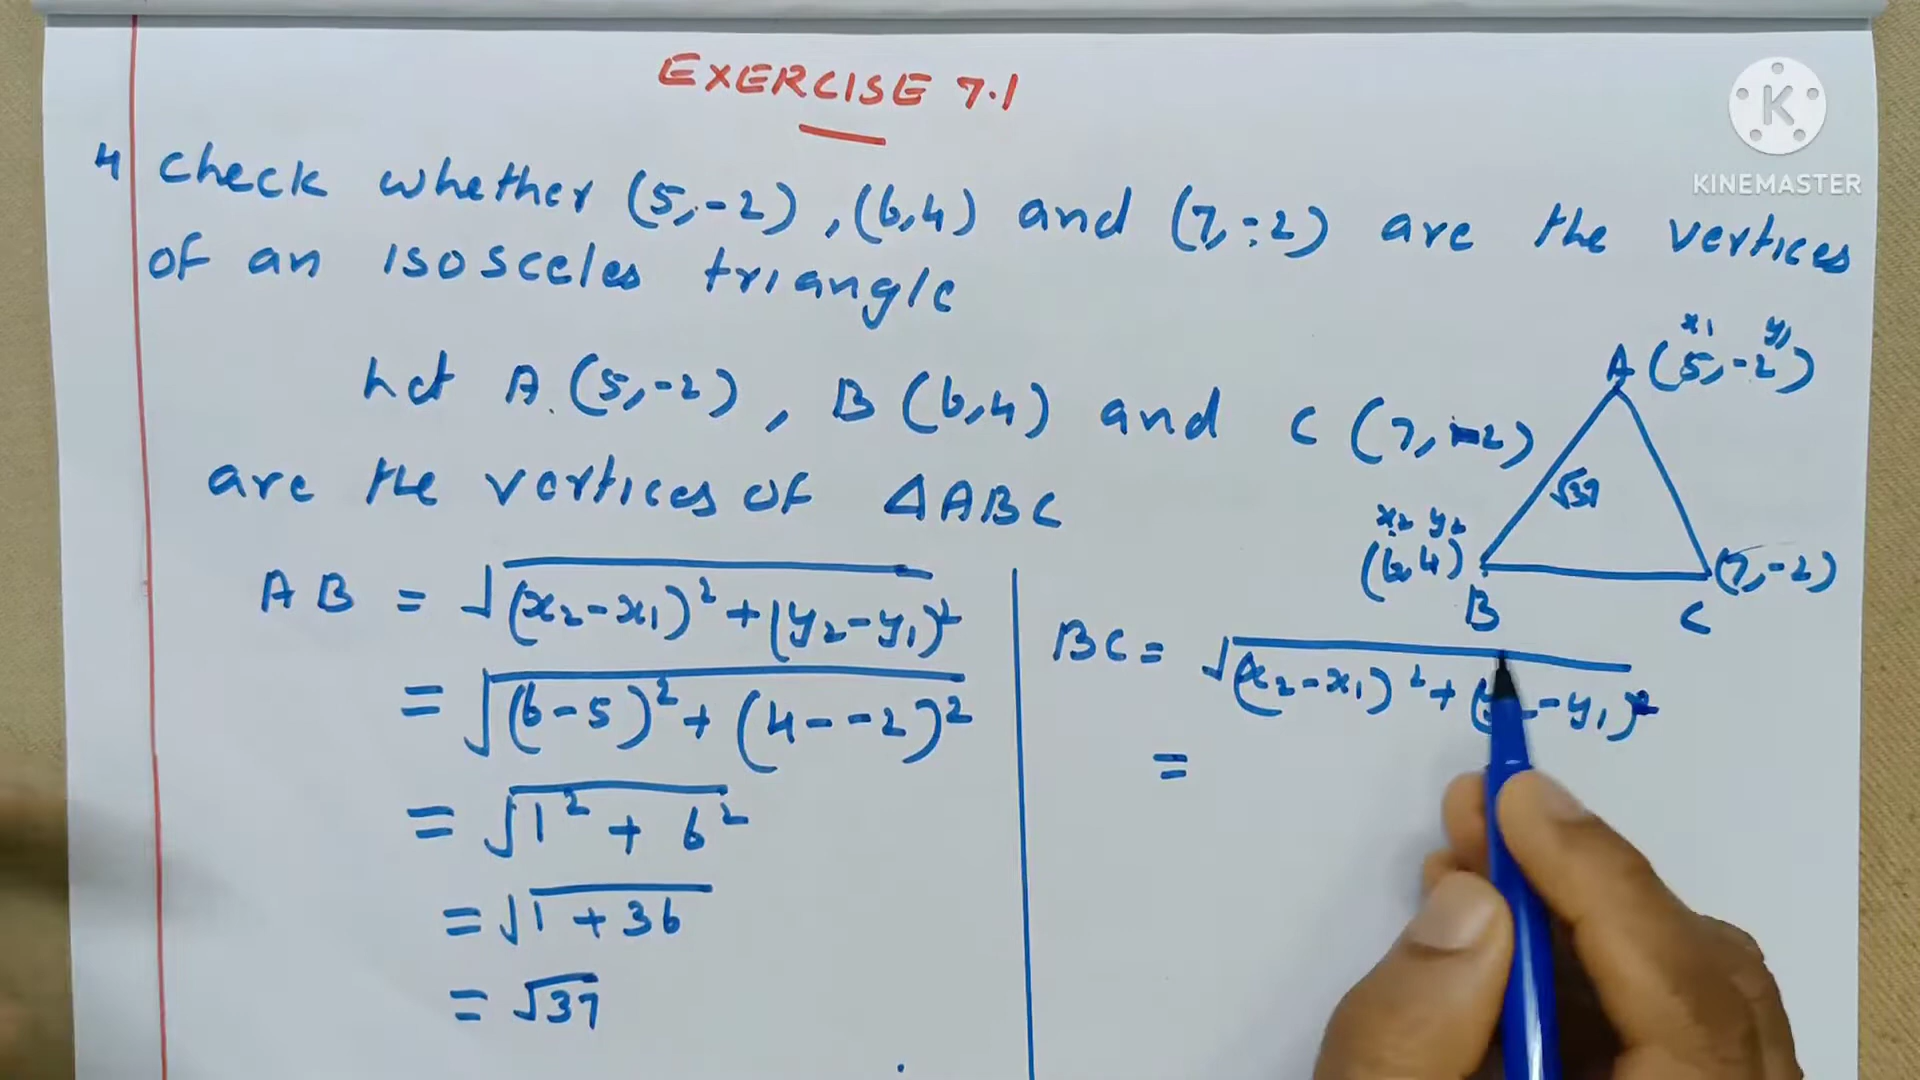 EXERCISE 7.1
K
KINEMASTER
4 Check whether (5,-2), (6,4) and (7,-2) are the vertices
of an isosceles triangle
Let A.(5,-2), B(6,4) and C(7,-2)
are the vertices of ΔABC
x₁ y₁
A (5,-2)
√37
x₂ y₂
(6,4)
B
(7,-2)
C
AB = √(x₂-x₁)²+(y₂-y₁)²
= √(6-5)²+(4--2)²
= √1²+6²
= √1+36
= √37
BC = √(x₂-x₁)²+(y₂-y₁)²
=